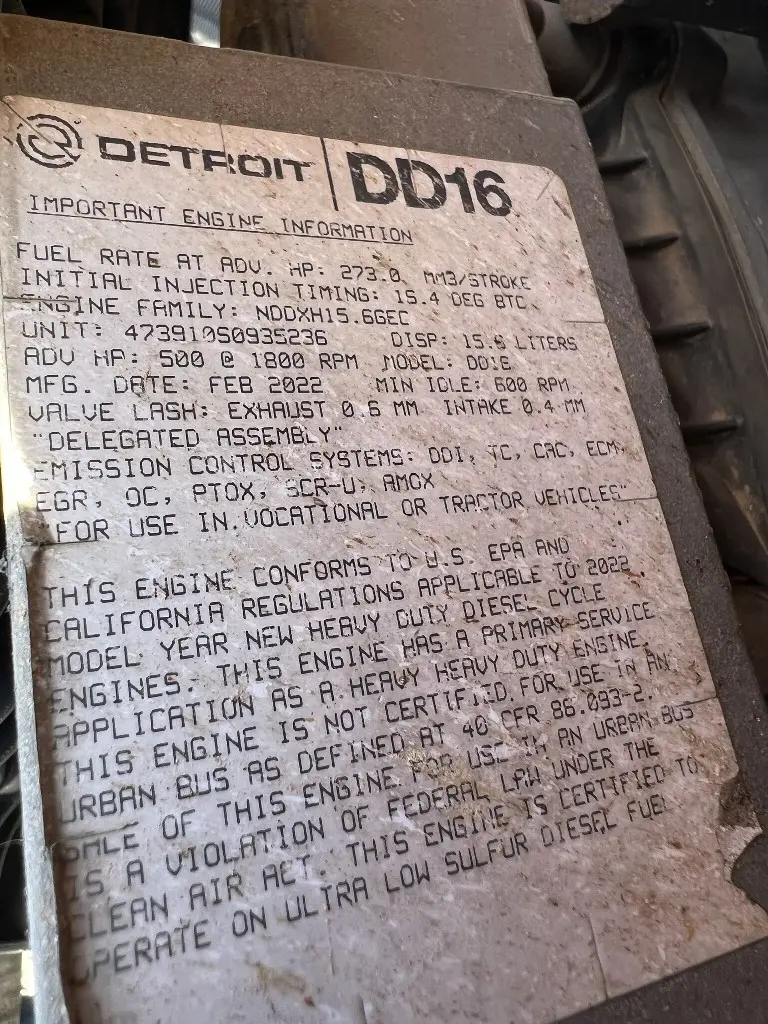 DETROIT DD16
IMPORTANT ENGINE INFORMATION
FUEL RATE AT ADV. HP: 273.0 MM3/STROKE
INITIAL INJECTION TIMING: 15.4 DEG BTC
ENGINE FAMILY: NDDXH15.6GEC
UNIT: 473910S0935236 DISP: 15.6 LITERS
ADV HP: 500 @ 1800 RPM MODEL: DD16
MFG. DATE: FEB 2022 MIN IDLE: 600 RPM
VALVE LASH: EXHAUST 0.6 MM INTAKE 0.4 MM
"DELEGATED ASSEMBLY"
EMISSION CONTROL SYSTEMS: DDI, TC, CAC, ECM,
EGR, OC, PTOX, SCR-U, AMOX
"FOR USE IN VOCATIONAL OR TRACTOR VEHICLES"
THIS ENGINE CONFORMS TO U.S. EPA AND
CALIFORNIA REGULATIONS APPLICABLE TO 2022
MODEL YEAR NEW HEAVY DUTY DIESEL CYCLE
ENGINES. THIS ENGINE HAS A PRIMARY SERVICE
APPLICATION AS A HEAVY HEAVY DUTY ENGINE.
THIS ENGINE IS NOT CERTIFIED FOR USE IN AN
URBAN BUS AS DEFINED AT 40 CFR 86.093-2.
SALE OF THIS ENGINE FOR USE IN AN URBAN BUS
IS A VIOLATION OF FEDERAL LAW UNDER THE
CLEAN AIR ACT. THIS ENGINE IS CERTIFIED TO
OPERATE ON ULTRA LOW SULFUR DIESEL FUEL